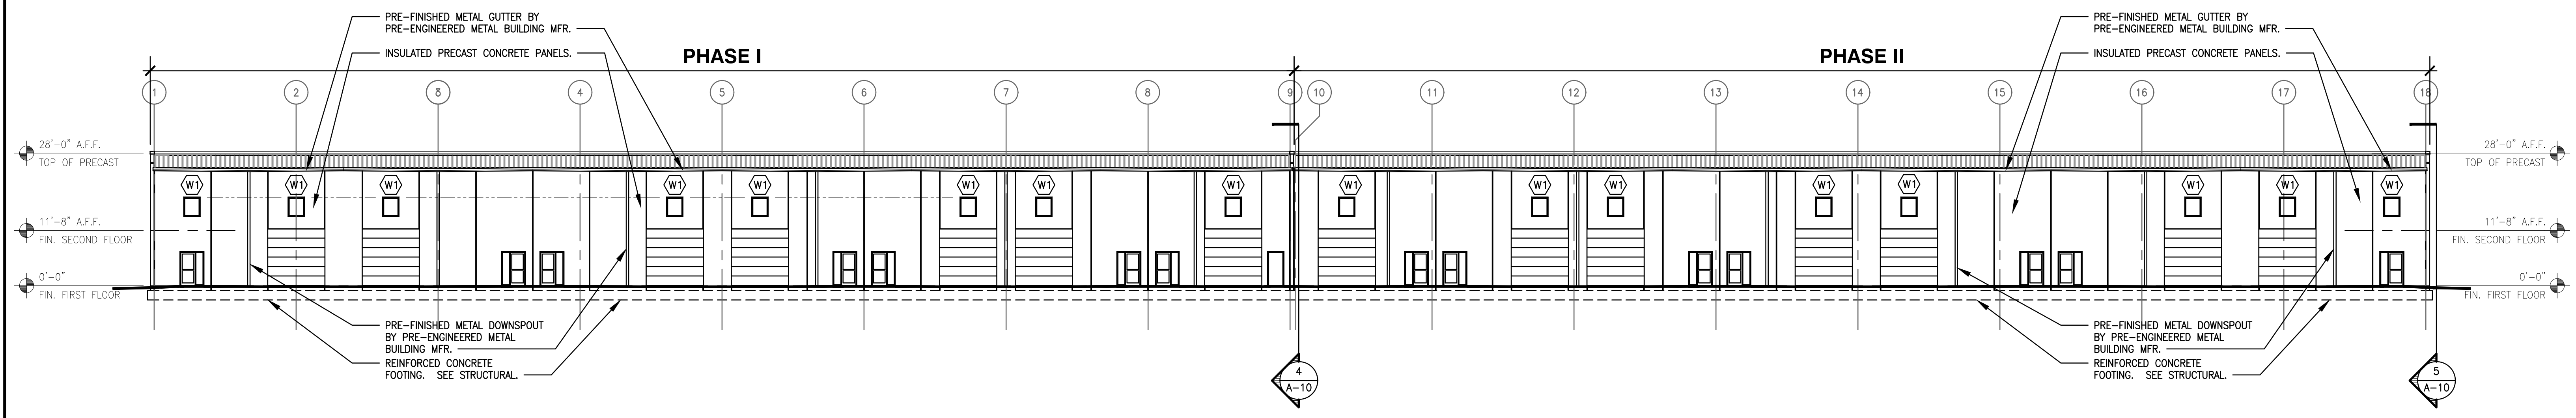 PRE-FINISHED METAL GUTTER BY
PRE-ENGINEERED METAL BUILDING MFR.
INSULATED PRECAST CONCRETE PANELS.
PRE-FINISHED METAL GUTTER BY
PRE-ENGINEERED METAL BUILDING MFR.
INSULATED PRECAST CONCRETE PANELS.
PHASE I
PHASE II
1 2 3 4 5 6 7 8 9 10 11 12 13 14 15 16 17 18
28'-0" A.F.F.
TOP OF PRECAST
28'-0" A.F.F.
TOP OF PRECAST
W1 W1 W1 W1 W1 W1 W1 W1 W1 W1 W1 W1 W1 W1 W1 W1
11'-8" A.F.F.
FIN. SECOND FLOOR
11'-8" A.F.F.
FIN. SECOND FLOOR
0'-0"
FIN. FIRST FLOOR
0'-0"
FIN. FIRST FLOOR
PRE-FINISHED METAL DOWNSPOUT
BY PRE-ENGINEERED METAL
BUILDING MFR.
REINFORCED CONCRETE
FOOTING. SEE STRUCTURAL.
PRE-FINISHED METAL DOWNSPOUT
BY PRE-ENGINEERED METAL
BUILDING MFR.
REINFORCED CONCRETE
FOOTING. SEE STRUCTURAL.
4
A-10
5
A-10